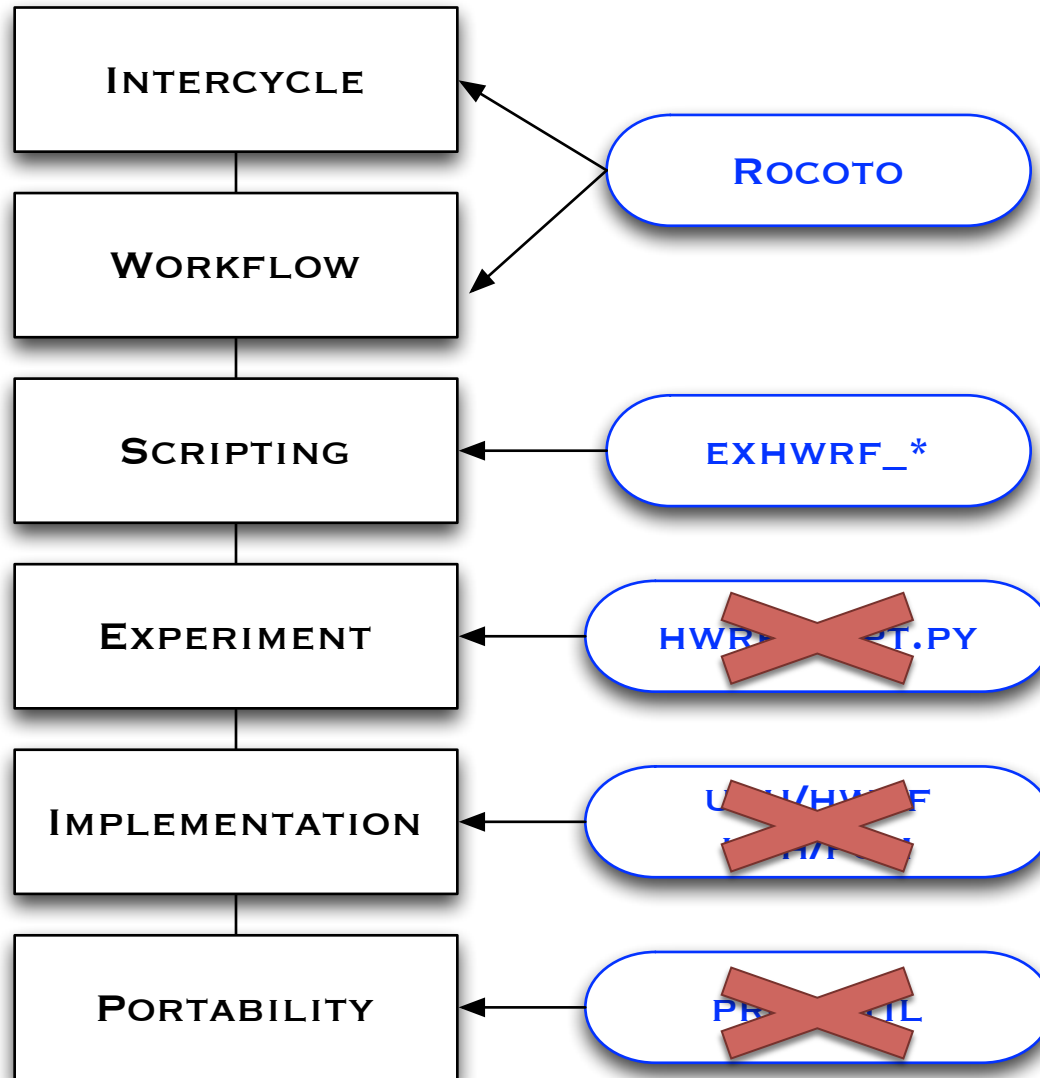 INTERCYCLE
ROCOTO
WORKFLOW
SCRIPTING
EXHWRF_*
EXPERIMENT
IMPLEMENTATION
PORTABILITY